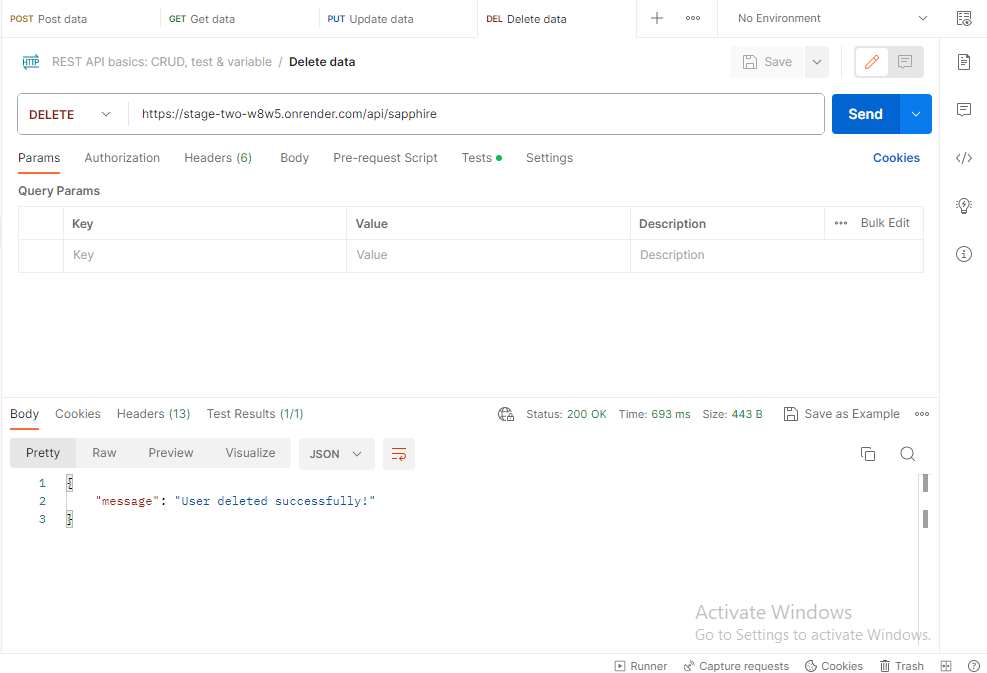 POST Post data GET Get data PUT Update data DEL Delete data No Environment
HTTP REST API basics: CRUD, test & variable / Delete data Save
DELETE https://stage-two-w8w5.onrender.com/api/sapphire Send
Params Authorization Headers (6) Body Pre-request Script Tests Settings Cookies
Query Params
Key Value Description Bulk Edit
Key Value Description
Body Cookies Headers (13) Test Results (1/1) Status: 200 OK Time: 693 ms Size: 443 B Save as Example
Pretty Raw Preview Visualize JSON
1 {
2 "message": "User deleted successfully!"
3 }
Activate Windows
Go to Settings to activate Windows.
Runner Capture requests Cookies Trash